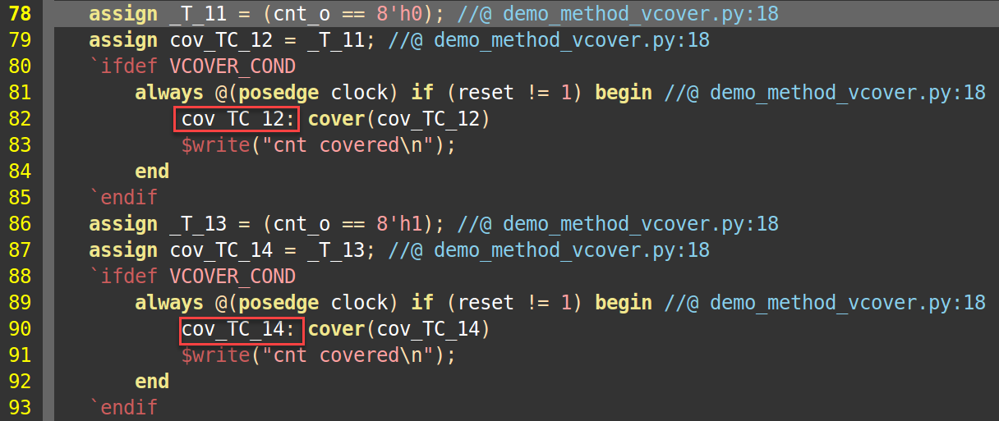 78 assign _T_11 = (cnt_o == 8'h0); //@ demo_method_vcover.py:18
79 assign cov_TC_12 = _T_11; //@ demo_method_vcover.py:18
80 `ifdef VCOVER_COND
81 always @(posedge clock) if (reset != 1) begin //@ demo_method_vcover.py:18
82 cov_TC_12: cover(cov_TC_12)
83 $write("cnt covered\n");
84 end
85 `endif
86 assign _T_13 = (cnt_o == 8'h1); //@ demo_method_vcover.py:18
87 assign cov_TC_14 = _T_13; //@ demo_method_vcover.py:18
88 `ifdef VCOVER_COND
89 always @(posedge clock) if (reset != 1) begin //@ demo_method_vcover.py:18
90 cov_TC_14: cover(cov_TC_14)
91 $write("cnt covered\n");
92 end
93 `endif